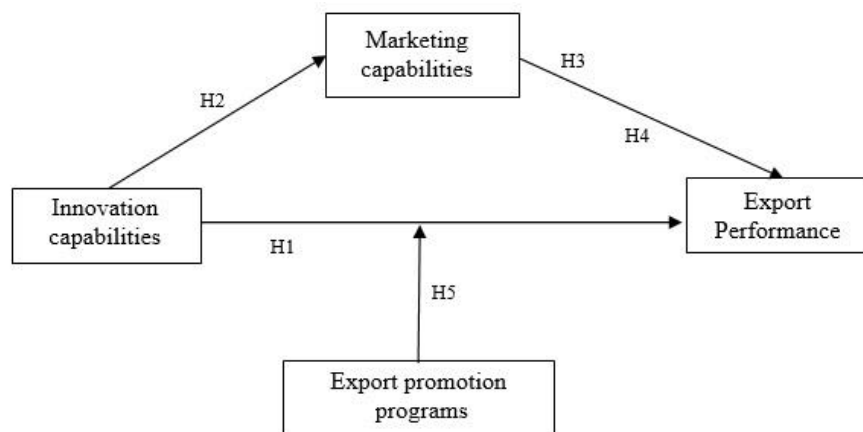 Marketing
capabilities
H2
H3
H4
Innovation
capabilities
Export
Performance
H1
H5
Export promotion
programs